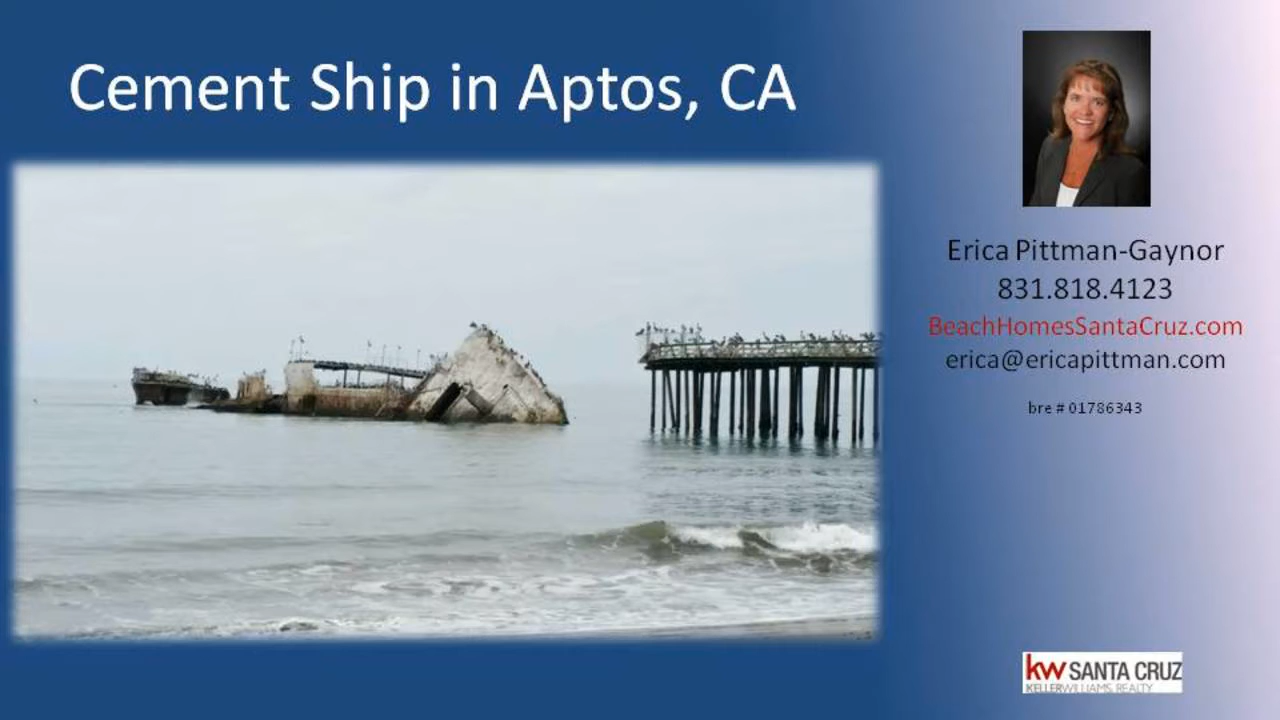 Cement Ship in Aptos, CA
Erica Pittman-Gaynor
831.818.4123
BeachHomesSantaCruz.com
erica@ericapittman.com
bre # 01786343
kw SANTA CRUZ
KELLERWILLIAMS. REALTY